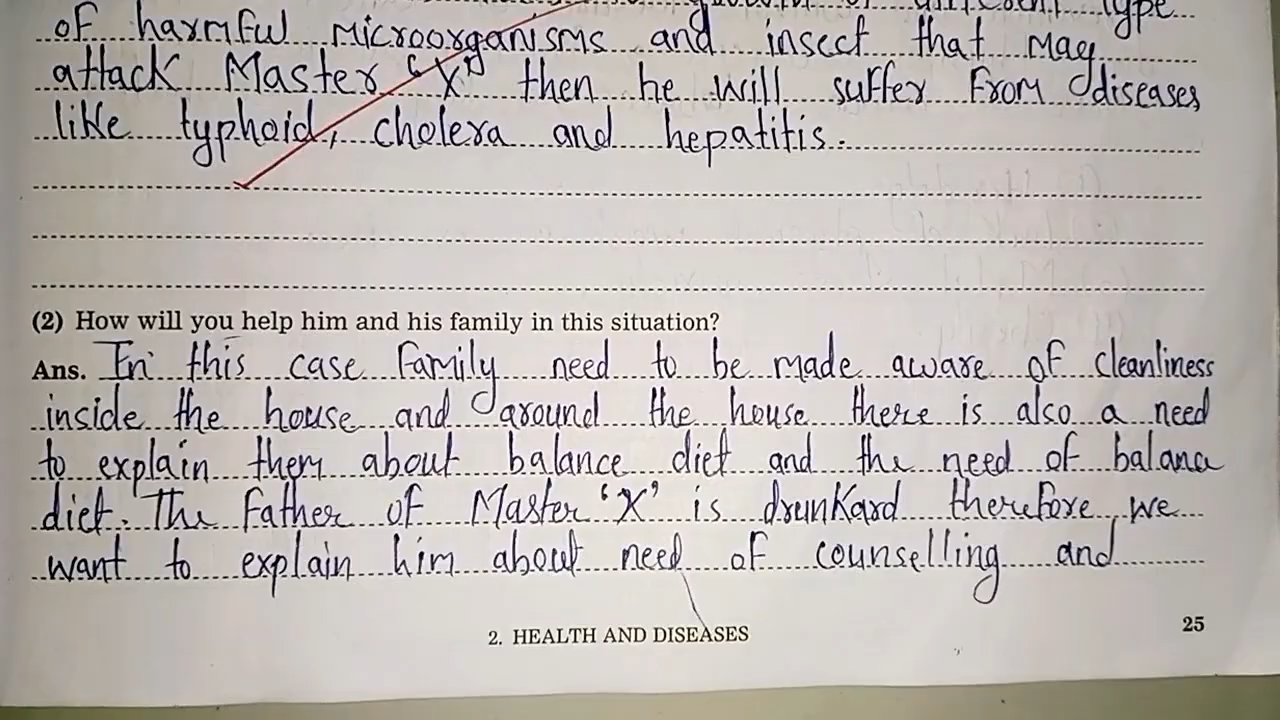 of different type
of harmful microorganisms and insect that may
attack Master 'X' then he will suffer from diseases
like typhoid, cholera and hepatitis.
(2) How will you help him and his family in this situation?
Ans. In this case family need to be made aware of cleanliness
inside the house and around the house there is also a need
to explain them about balance diet and the need of balanc
diet. The father of Master 'X' is drunkard therefore we
want to explain him about need of counselling and
2. HEALTH AND DISEASES
25